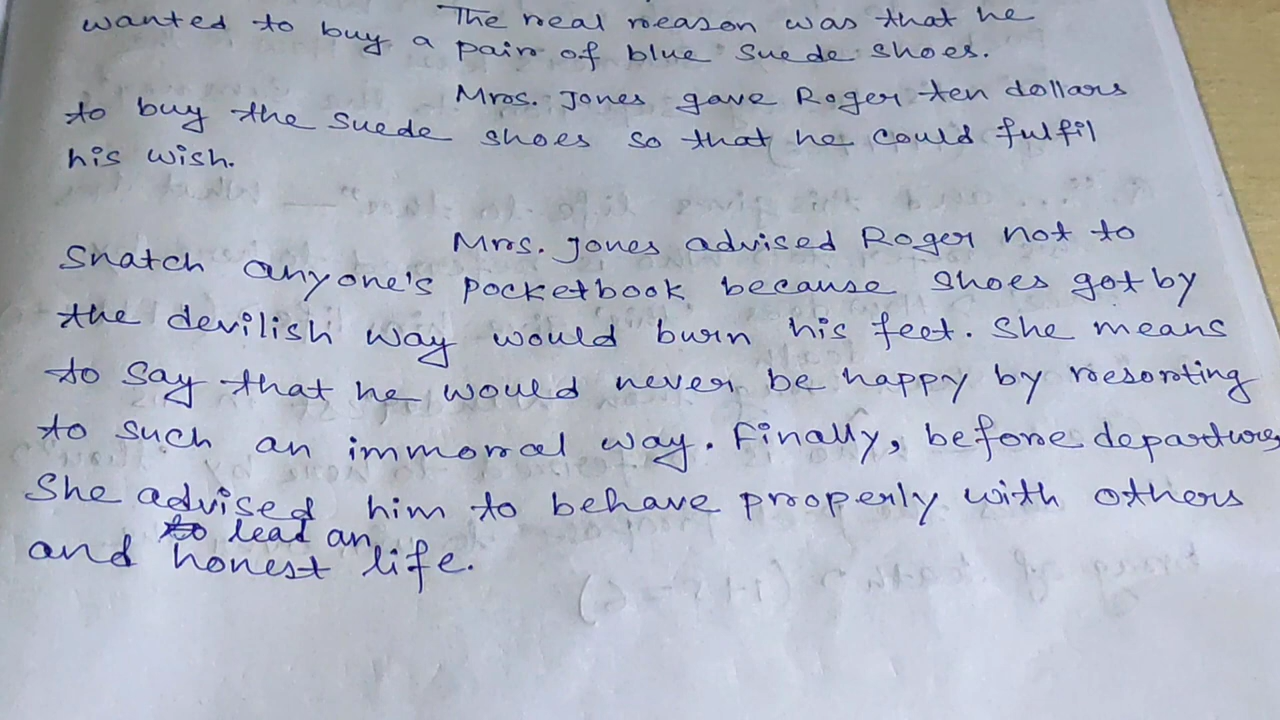 The real reason was that he
wanted to buy a pair of blue suede shoes.
Mrs. Jones gave Roger ten dollars
to buy the suede shoes so that he could fulfil
his wish.
Mrs. Jones advised Roger not to
snatch anyone's pocketbook because shoes got by
the devilish way would burn his feet. She means
to say that he would never be happy by resorting
to such an immoral way. Finally, before departure
she advised him to behave properly with others
and to lead an honest life.